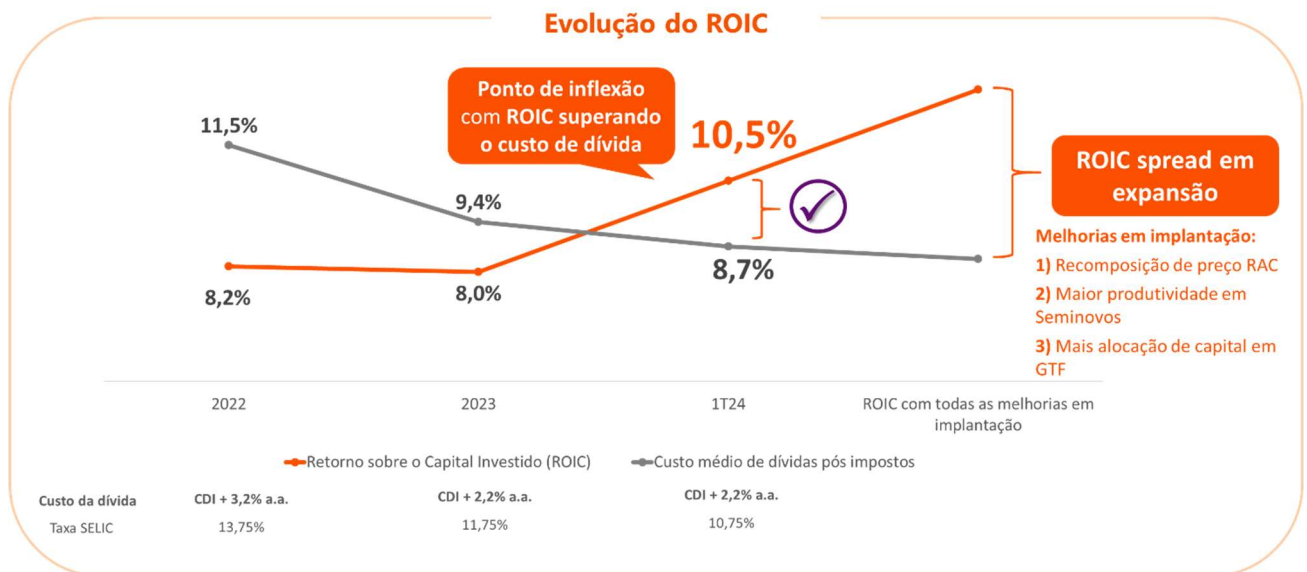 Evolução do ROIC
Ponto de inflexão
com ROIC superando
o custo de dívida
11,5%
9,4%
10,5%
8,2%
8,0%
8,7%
ROIC spread em
expansão
Melhorias em implantação:
1) Recomposição de preço RAC
2) Maior produtividade em
Seminovos
3) Mais alocação de capital em
GTF
2022
2023
1T24
ROIC com todas as melhorias em
implantação
Retorno sobre o Capital Investido (ROIC)
Custo médio de dívidas pós impostos
Custo da dívida CDI + 3,2% a.a. CDI + 2,2% a.a. CDI + 2,2% a.a.
Taxa SELIC 13,75% 11,75% 10,75%